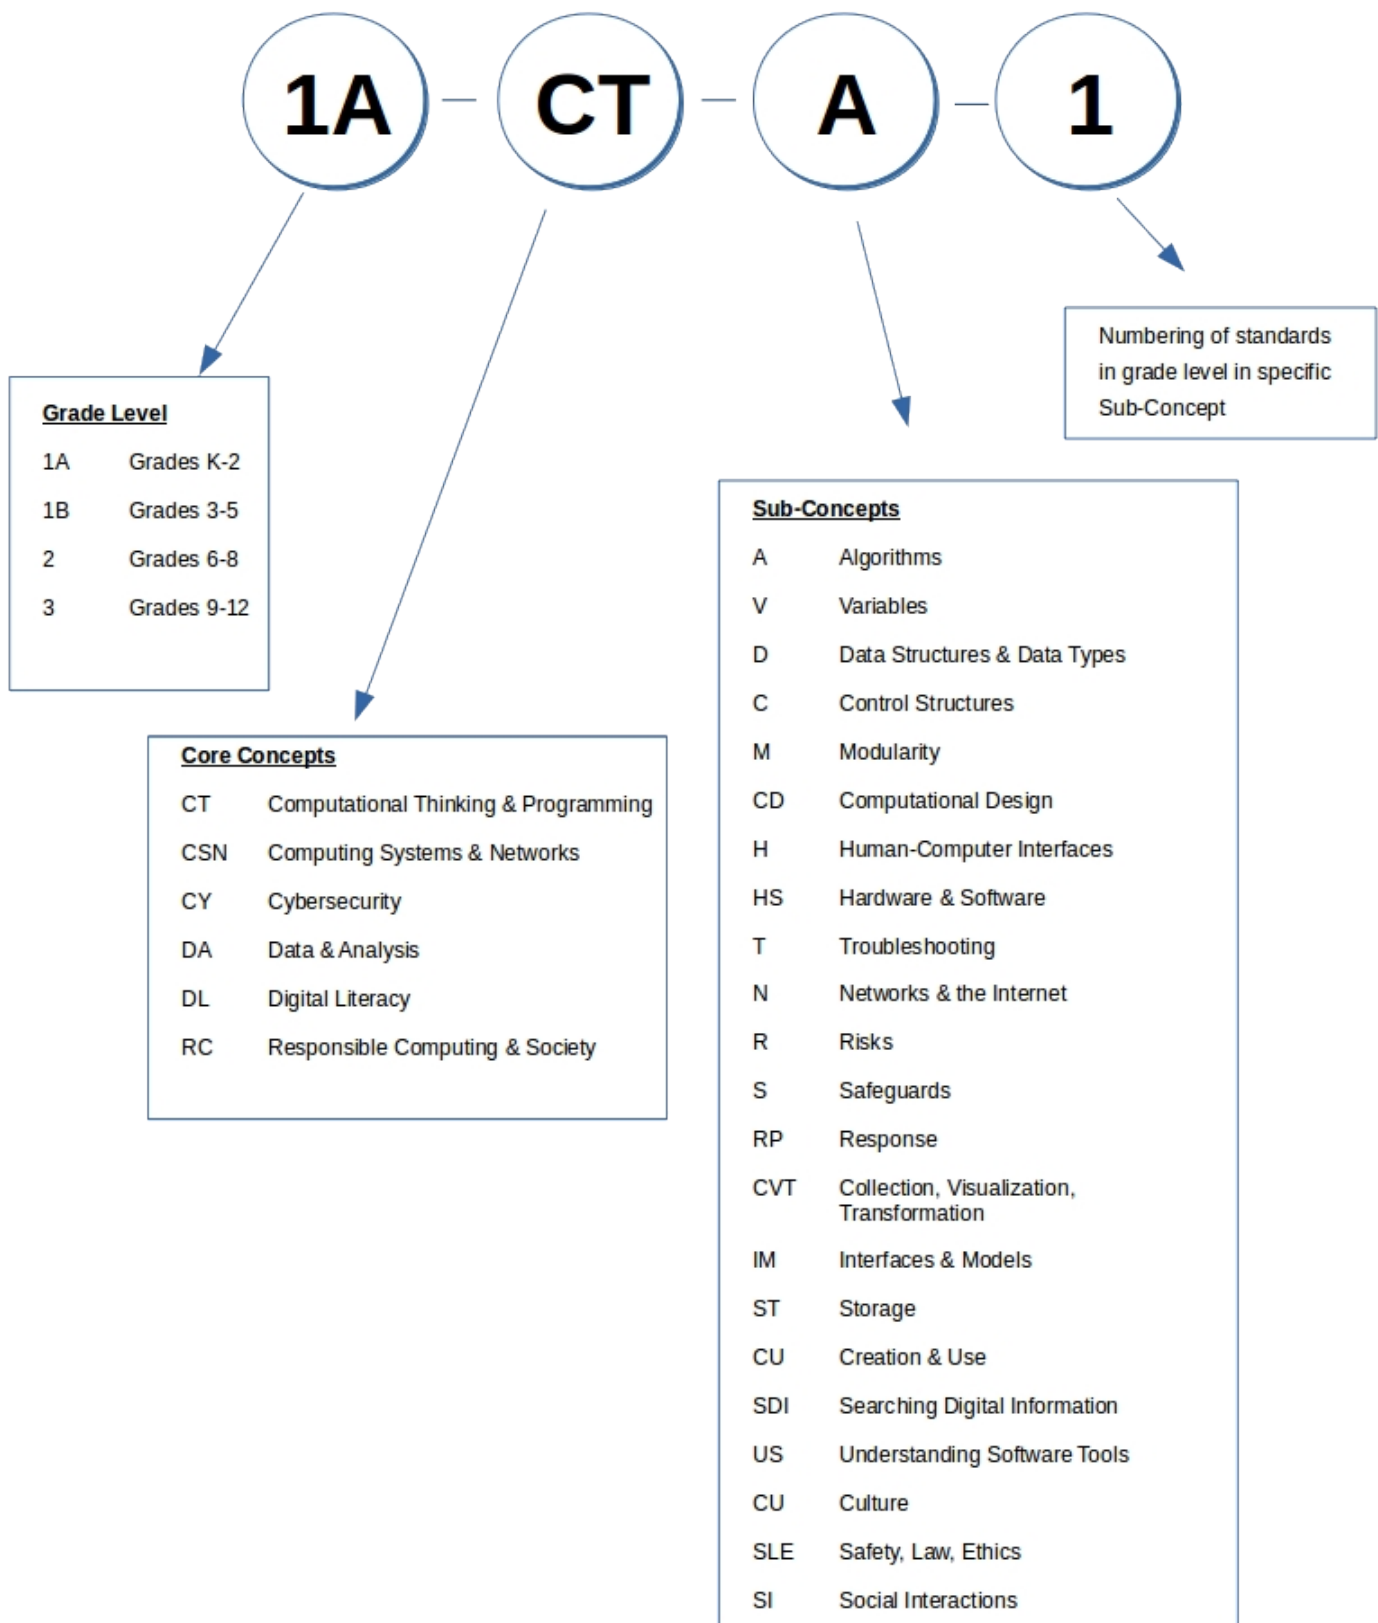 1A — CT — A — 1
Numbering of standards
in grade level in specific
Sub-Concept
Grade Level
1A Grades K-2
1B Grades 3-5
2 Grades 6-8
3 Grades 9-12
Core Concepts
CT Computational Thinking & Programming
CSN Computing Systems & Networks
CY Cybersecurity
DA Data & Analysis
DL Digital Literacy
RC Responsible Computing & Society
Sub-Concepts
A Algorithms
V Variables
D Data Structures & Data Types
C Control Structures
M Modularity
CD Computational Design
H Human-Computer Interfaces
HS Hardware & Software
T Troubleshooting
N Networks & the Internet
R Risks
S Safeguards
RP Response
CVT Collection, Visualization,
Transformation
IM Interfaces & Models
ST Storage
CU Creation & Use
SDI Searching Digital Information
US Understanding Software Tools
CU Culture
SLE Safety, Law, Ethics
SI Social Interactions